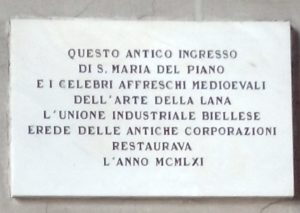 QUESTO ANTICO INGRESSO
DI S. MARIA DEL PIANO
E I CELEBRI AFFRESCHI MEDIOEVALI
DELL'ARTE DELLA LANA
L'UNIONE INDUSTRIALE BIELLESE
EREDE DELLE ANTICHE CORPORAZIONI
RESTAURAVA
L'ANNO MCMLXI